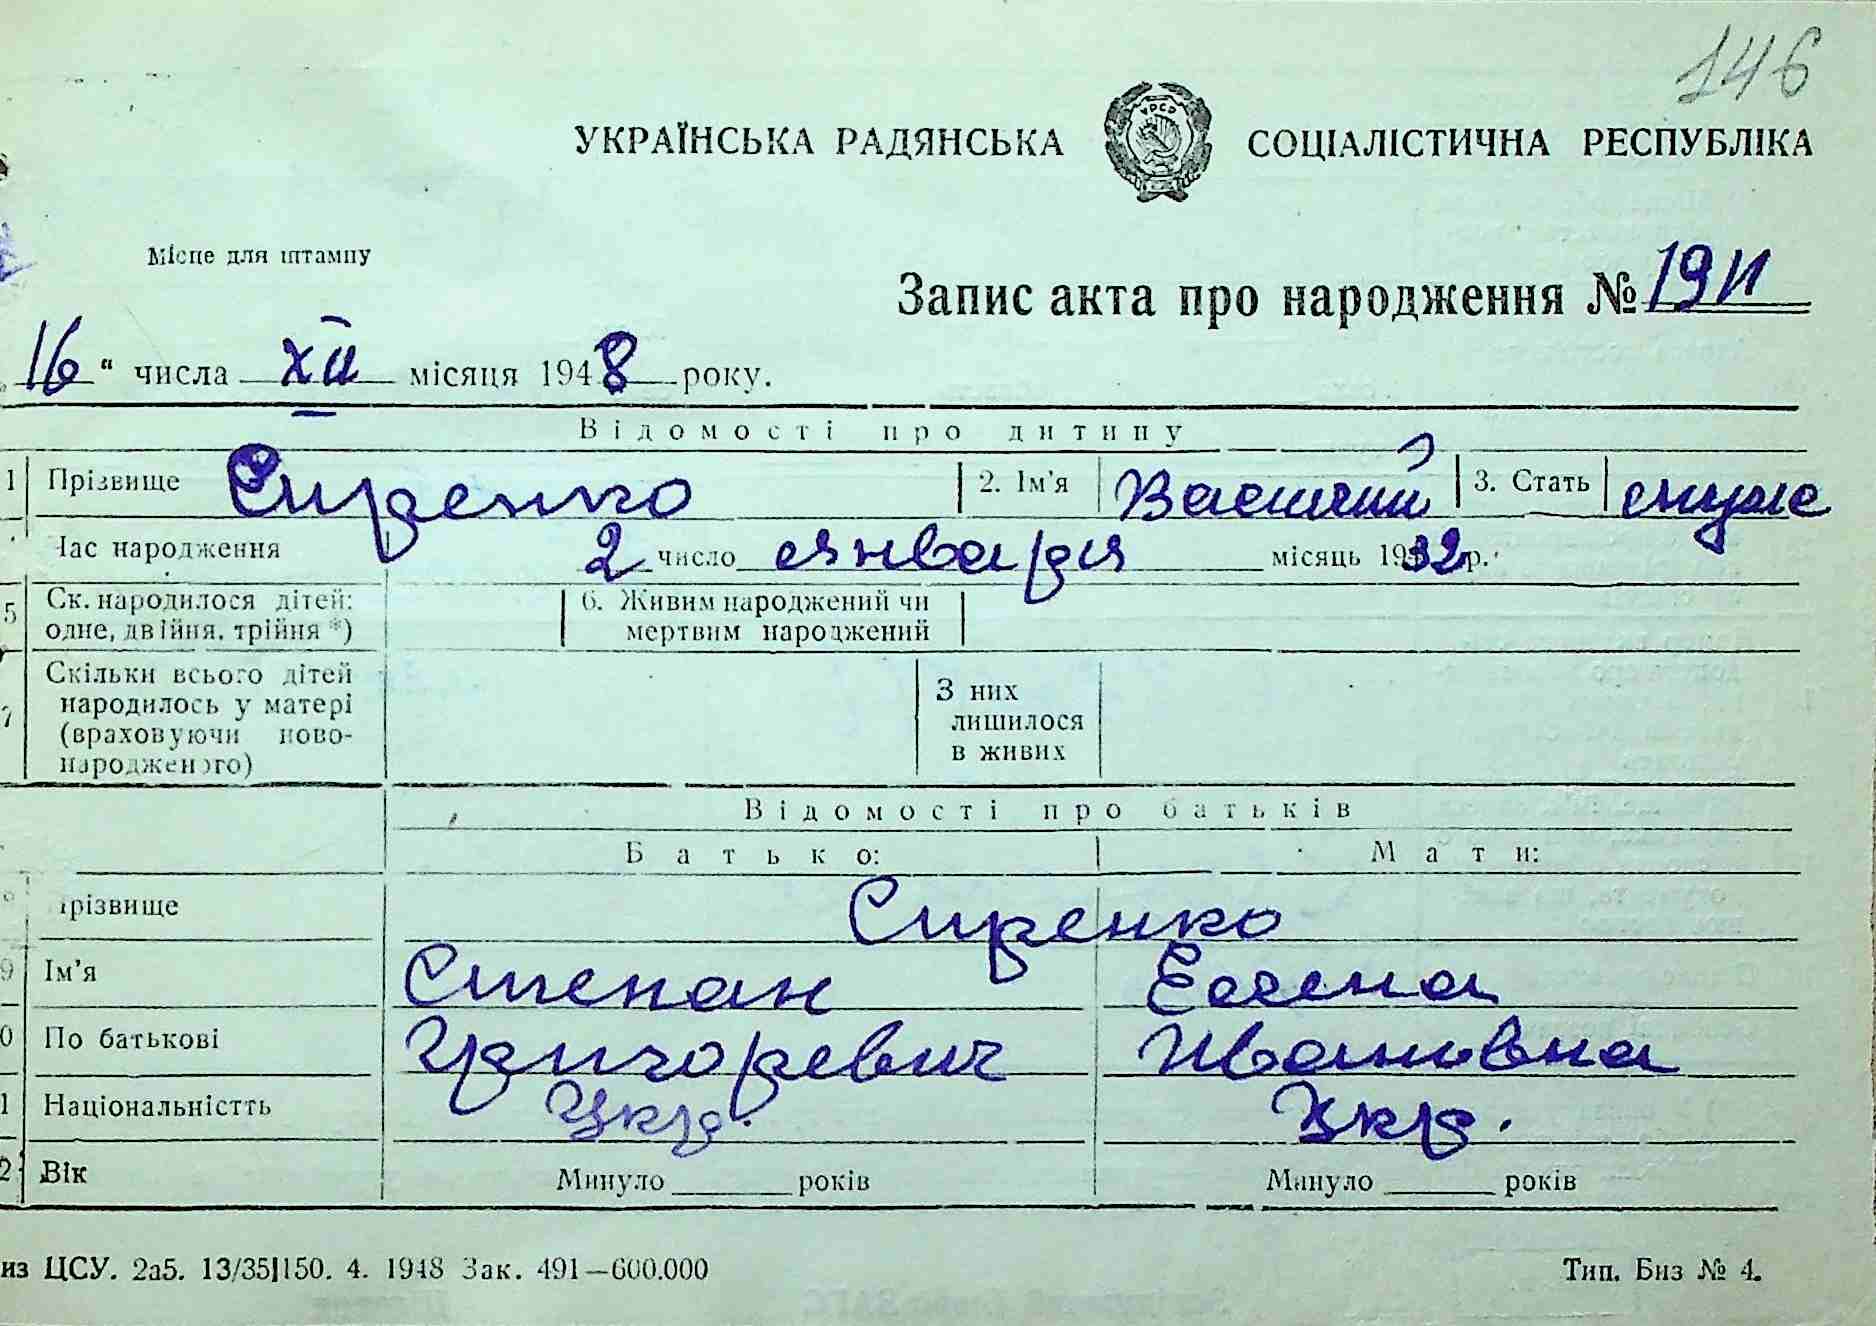 146
УКРАЇНСЬКА РАДЯНСЬКА СОЦІАЛІСТИЧНА РЕСПУБЛІКА
УРСР
Місце для штампу
Запис акта про народження № 1911
16 " числа XII місяця 1948 року.
Відомості про дитину
1 Прізвище Сиренко 2. Ім'я Василий 3. Стать
Час народження 2 число января місяць 1932 р.
5 Ск. народилося дітей: 6. Живим народжений чи
одне, двійня, трійня *) мертвим народжений
7 Скільки всього дітей
народилось у матері
(враховуючи ново-
народженого)
З них
лишилося
в живих
Відомості про батьків
Батько: Мати:
Прізвище Сиренко
9 Ім'я Степан Елена
0 По батькові Григоревич Ивановна
1 Національністть Укр. Укр.
2 Вік Минуло років Минуло років
из ЦСУ. 2а5. 13/35]150. 4. 1948 Зак. 491—600.000 Тип. Биз № 4.